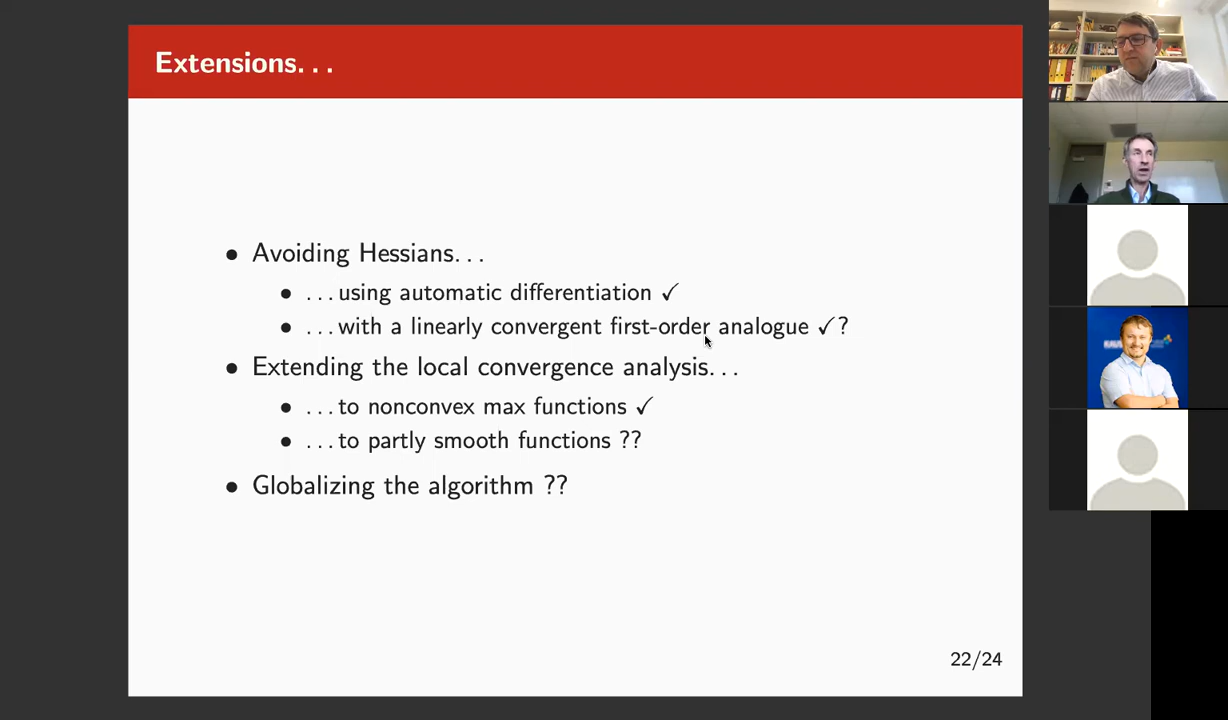 Extensions. . .
• Avoiding Hessians. . .
• . . . using automatic differentiation ✓
• . . . with a linearly convergent first-order analogue ✓?
• Extending the local convergence analysis. . .
• . . . to nonconvex max functions ✓
• . . . to partly smooth functions ??
• Globalizing the algorithm ??
22/24